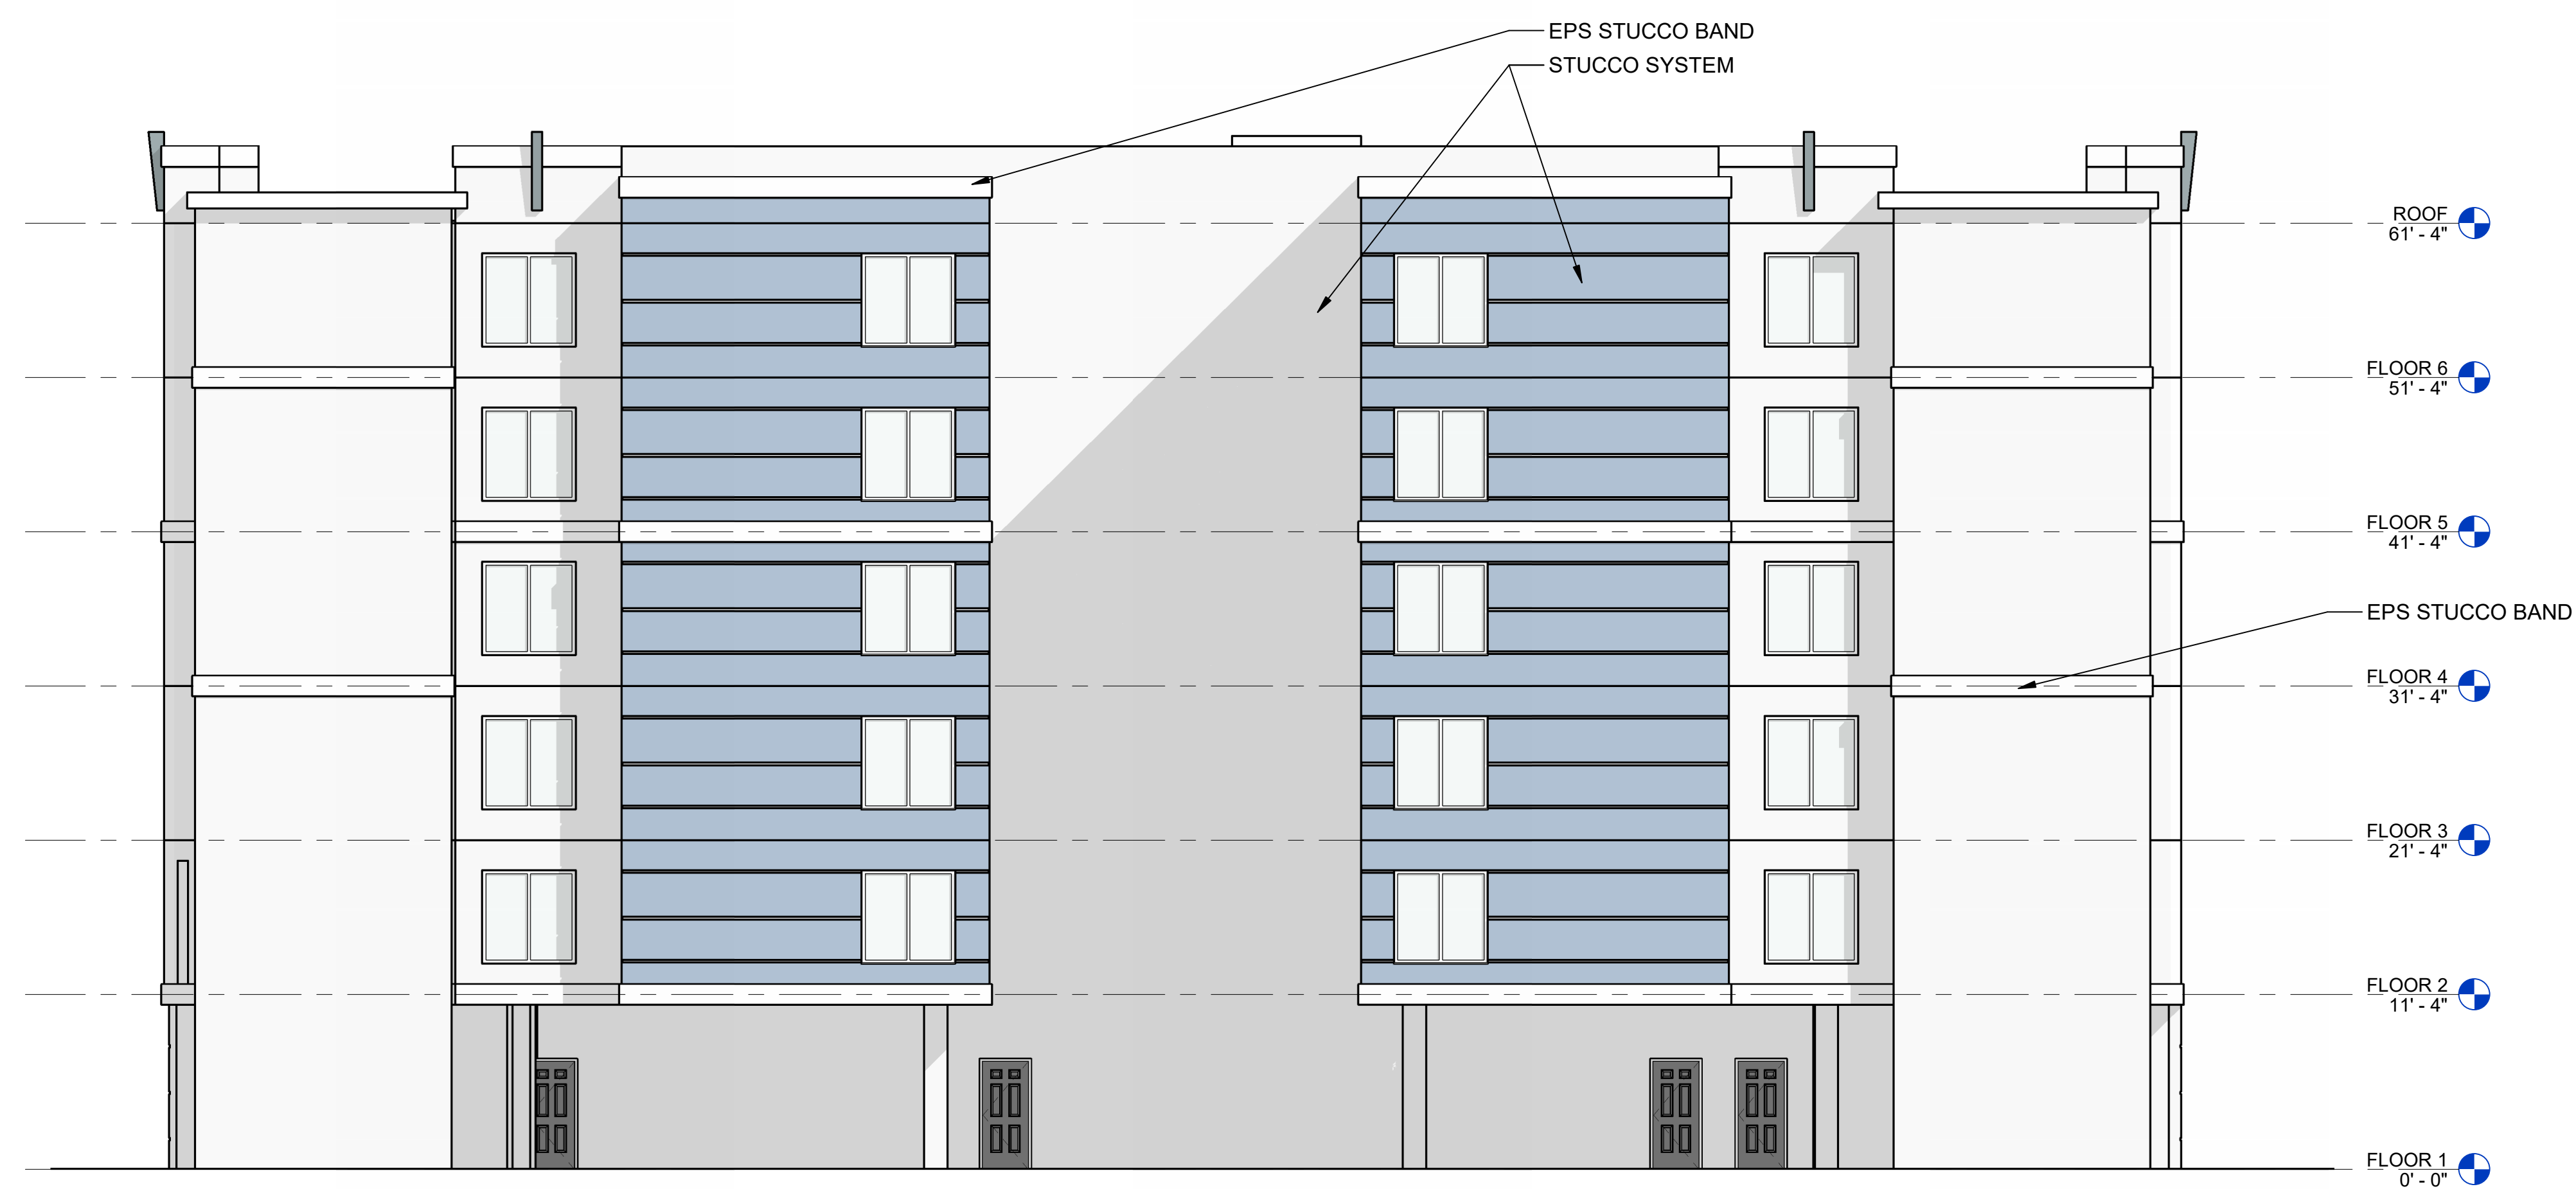 EPS STUCCO BAND
STUCCO SYSTEM
ROOF
61' - 4"
FLOOR 6
51' - 4"
FLOOR 5
41' - 4"
EPS STUCCO BAND
FLOOR 4
31' - 4"
FLOOR 3
21' - 4"
FLOOR 2
11' - 4"
FLOOR 1
0' - 0"